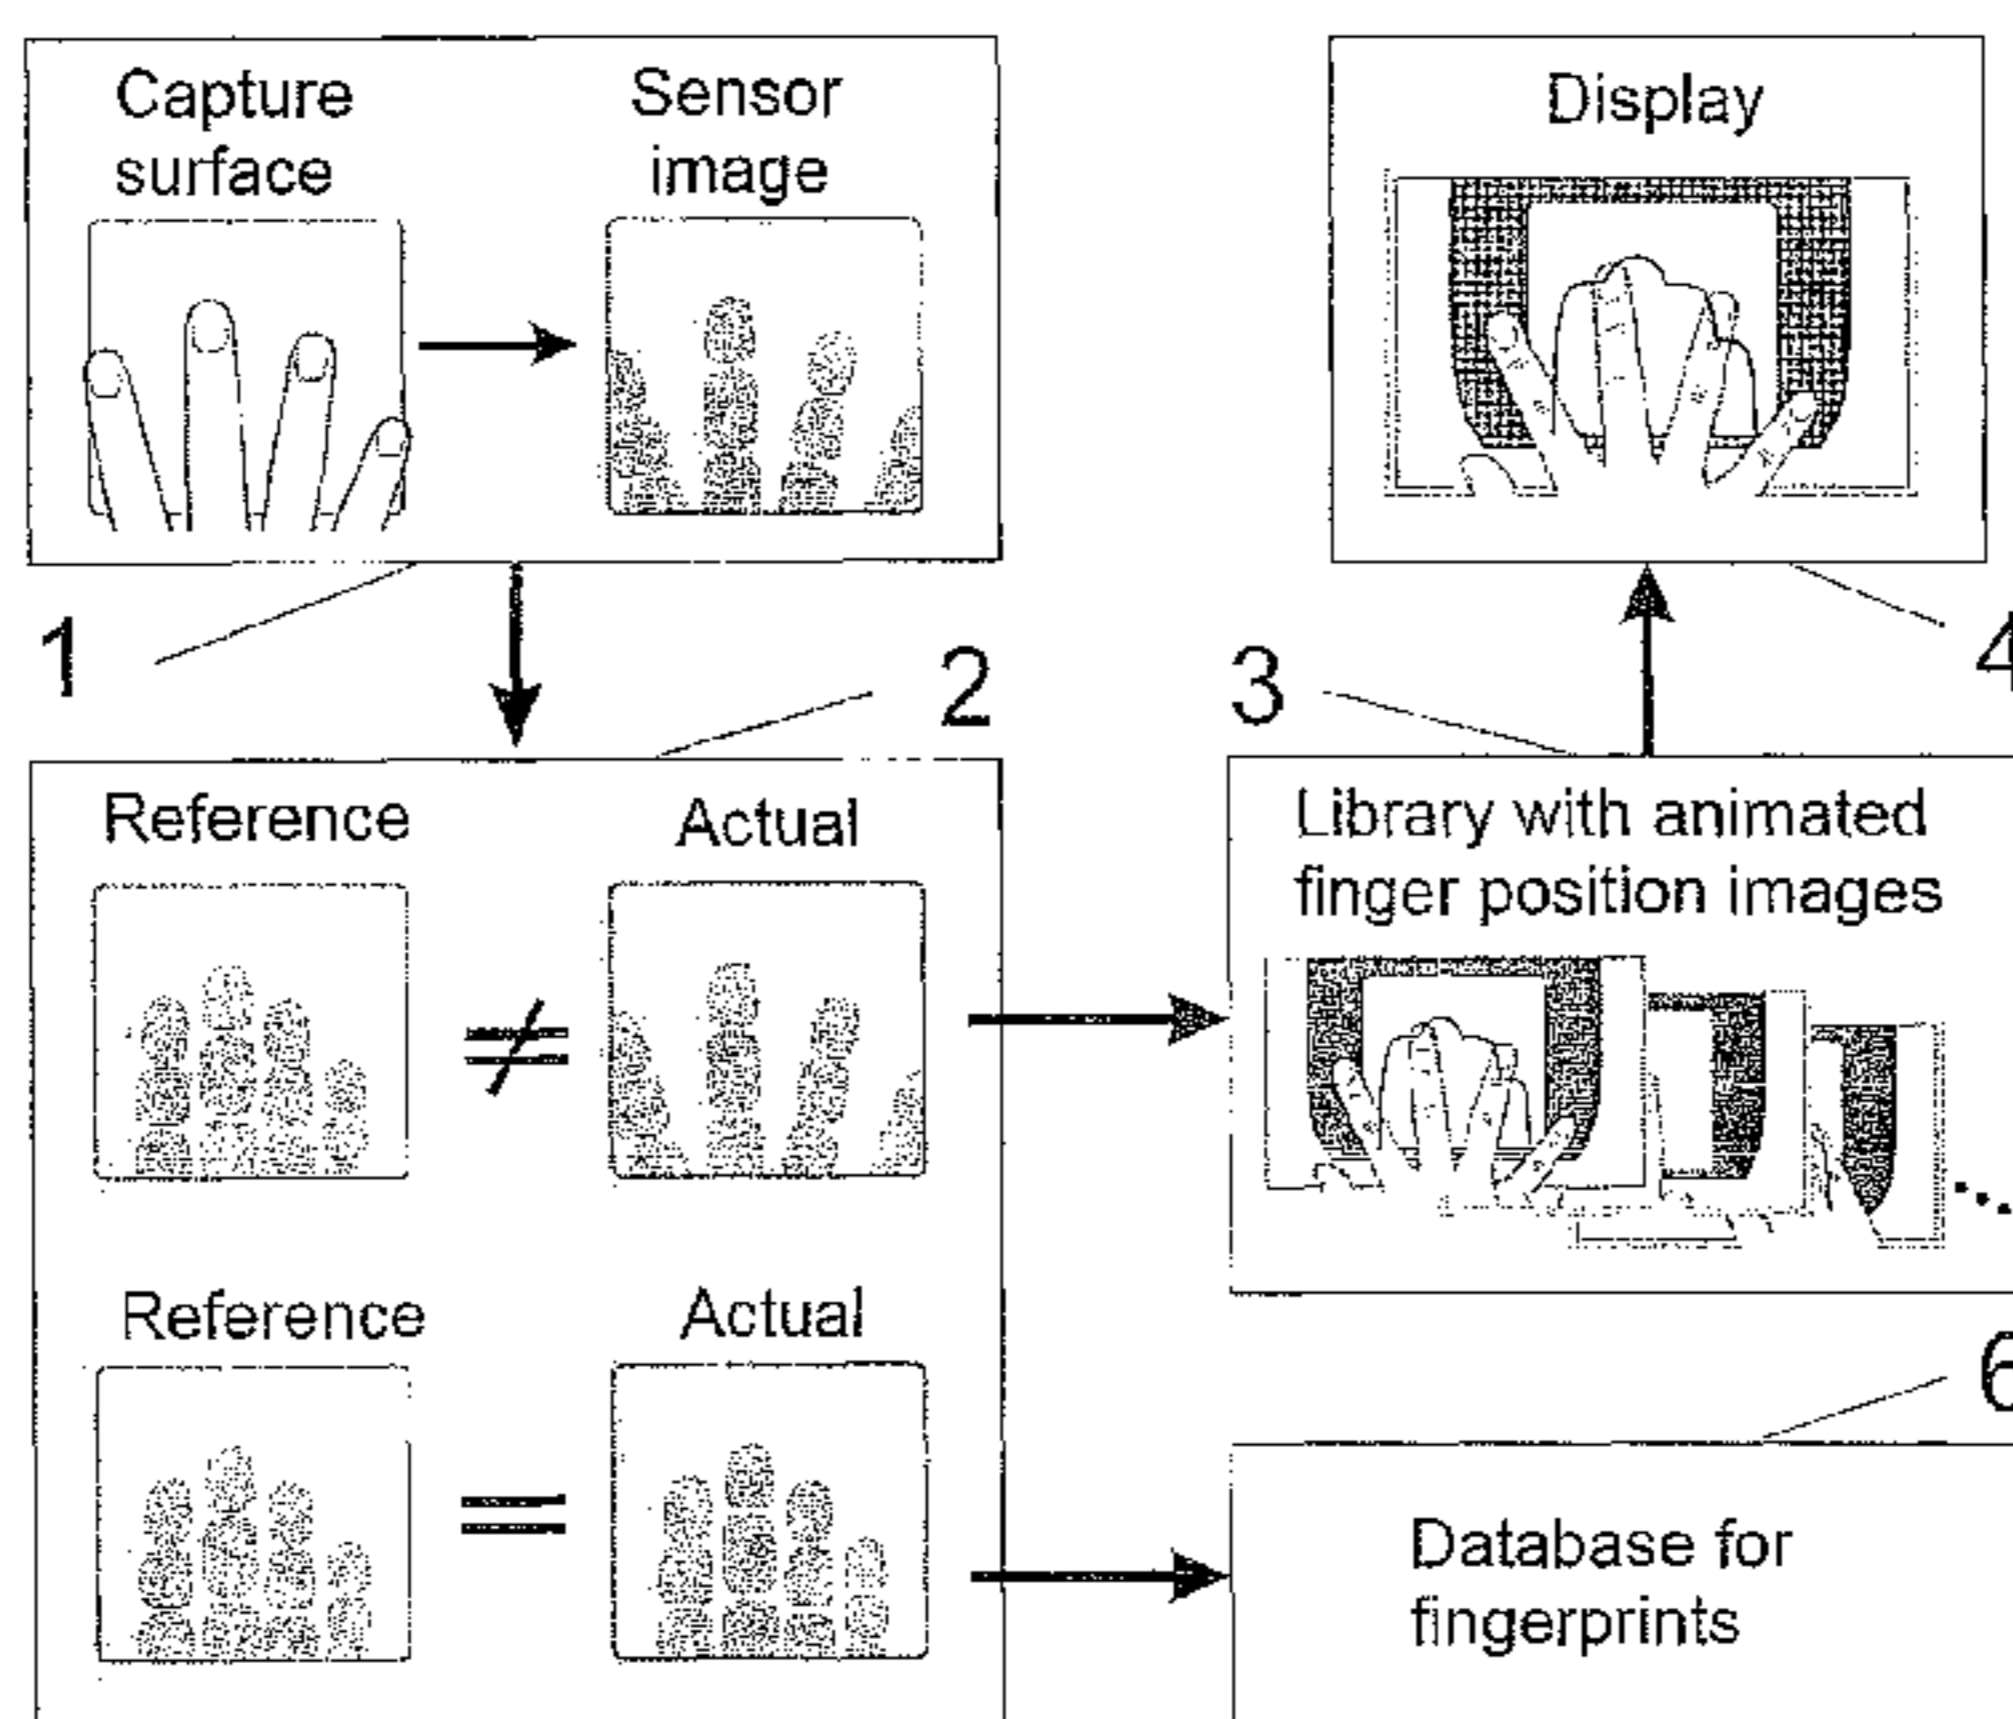 Capture
surface
Sensor
image
Display
1
2
3
4
Reference
Actual
≠
Library with animated
finger position images
Reference
Actual
=
6
Database for
fingerprints